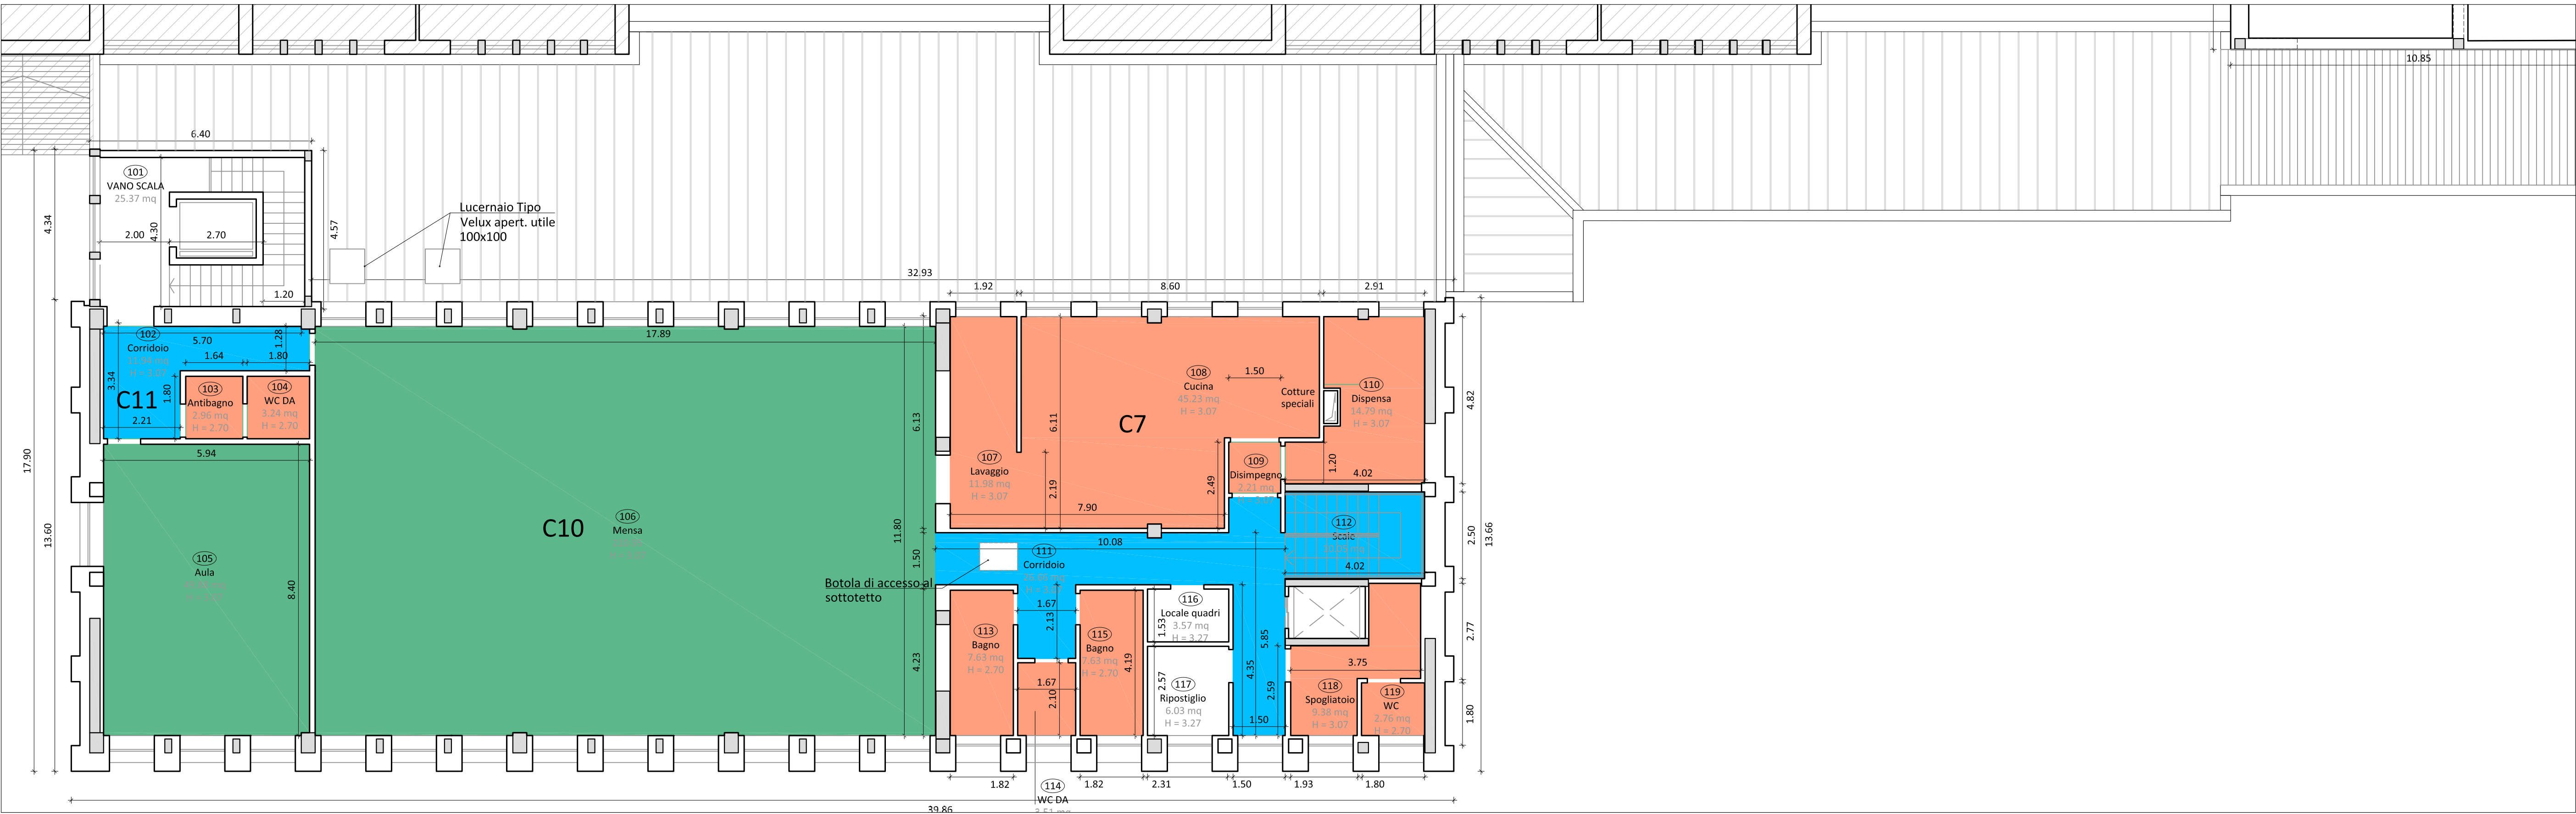 10.85
6.40
101
VANO SCALA
25.37 mq
4.34
4.30
2.00
2.70
4.57
1.20
Lucernaio Tipo
Velux apert. utile
100x100
32.93
1.92
8.60
2.91
102
Corridoio
5.70
1.28
17.89
1.64
1.80
3.34
1.80
103
Antibagno
2.96 mq
H = 2.70
104
WC DA
3.24 mq
H = 2.70
C11
2.21
5.94
17.90
13.60
105
Aula
8.40
C10
106
Mensa
11.80
6.13
6.11
1.50
4.23
107
Lavaggio
11.98 mq
H = 3.07
2.19
7.90
C7
108
Cucina
45.23 mq
H = 3.07
1.50
Cotture
speciali
110
Dispensa
14.79 mq
H = 3.07
4.82
2.49
109
Disimpegno
2.21 mq
1.20
4.02
112
Scale
4.02
2.50
13.66
10.08
111
Corridoio
Botola di accesso al
sottotetto
1.67
2.13
113
Bagno
7.63 mq
H = 2.70
115
Bagno
7.63 mq
H = 2.70
4.19
1.67
2.10
116
Locale quadri
3.57 mq
H = 3.27
1.53
117
Ripostiglio
6.03 mq
H = 3.27
2.57
4.35
5.85
2.59
1.50
3.75
2.77
118
Spogliatoio
9.38 mq
H = 3.07
119
WC
2.76 mq
H = 2.70
1.80
1.82
1.82
2.31
1.50
1.93
1.80
114
WC DA
3.51 mq
39.86